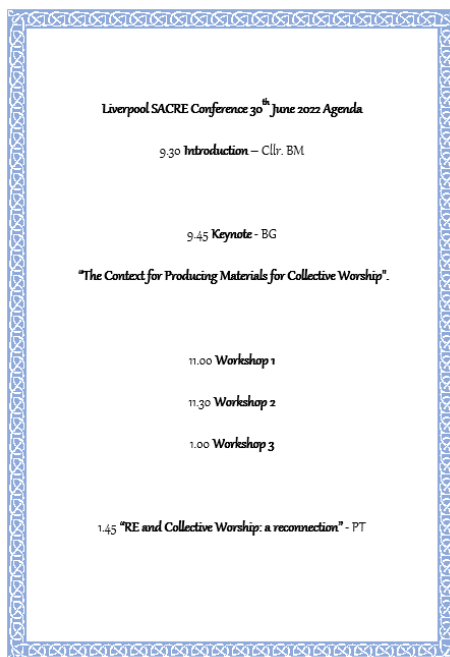 Liverpool SACRE Conference 30th June 2022 Agenda
9.30 Introduction – Cllr. BM
9.45 Keynote - BG
“The Context for Producing Materials for Collective Worship”.
11.00 Workshop 1
11.30 Workshop 2
1.00 Workshop 3
1.45 “RE and Collective Worship: a reconnection” - PT